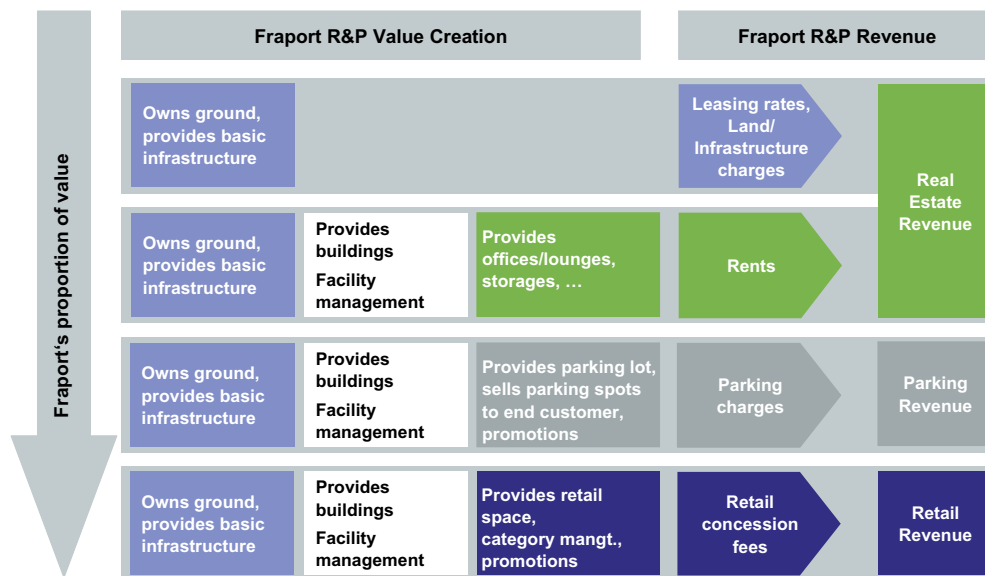 Fraport R&P Value Creation
Fraport R&P Revenue
Fraport‘s proportion of value
Owns ground,
provides basic
infrastructure
Leasing rates,
Land/
Infrastructure
charges
Real
Estate
Revenue
Owns ground,
provides basic
infrastructure
Provides
buildings
Facility
management
Provides
offices/lounges,
storages, …
Rents
Owns ground,
provides basic
infrastructure
Provides
buildings
Facility
management
Provides parking lot,
sells parking spots
to end customer,
promotions
Parking
charges
Parking
Revenue
Owns ground,
provides basic
infrastructure
Provides
buildings
Facility
management
Provides retail
space,
category mangt.,
promotions
Retail
concession
fees
Retail
Revenue